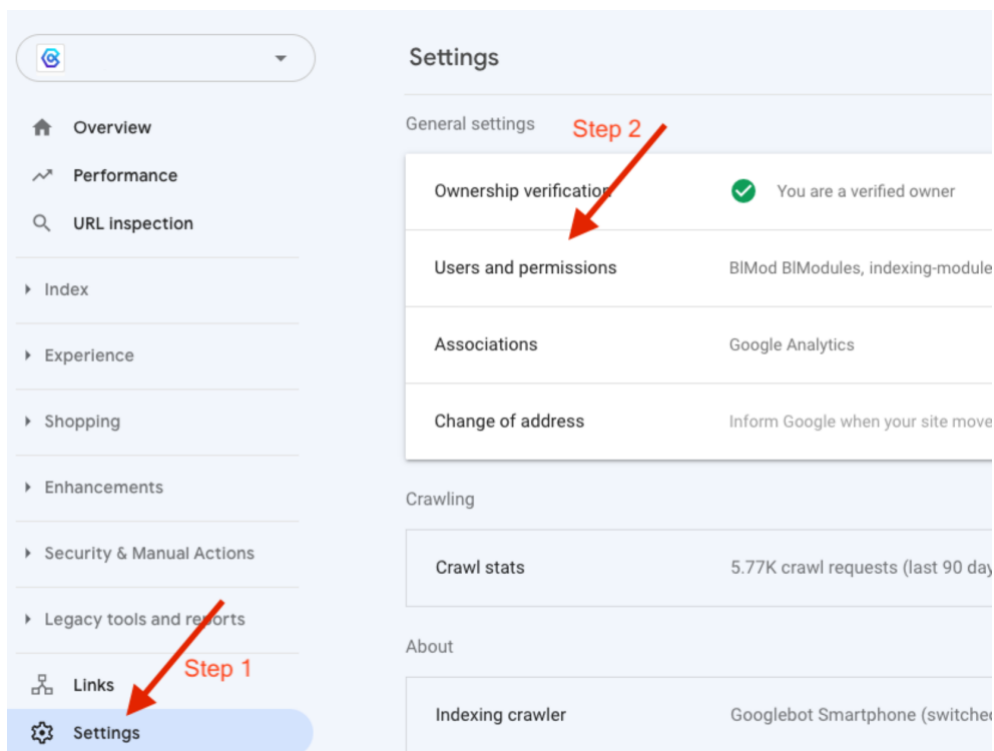 Settings
Overview
Performance
URL inspection
Index
Experience
Shopping
Enhancements
Security & Manual Actions
Legacy tools and reports
Step 1
Links
Settings
General settings
Step 2
Ownership verification
You are a verified owner
Users and permissions
BlMod BlModules, indexing-module
Associations
Google Analytics
Change of address
Inform Google when your site move
Crawling
Crawl stats
5.77K crawl requests (last 90 day
About
Indexing crawler
Googlebot Smartphone (switched